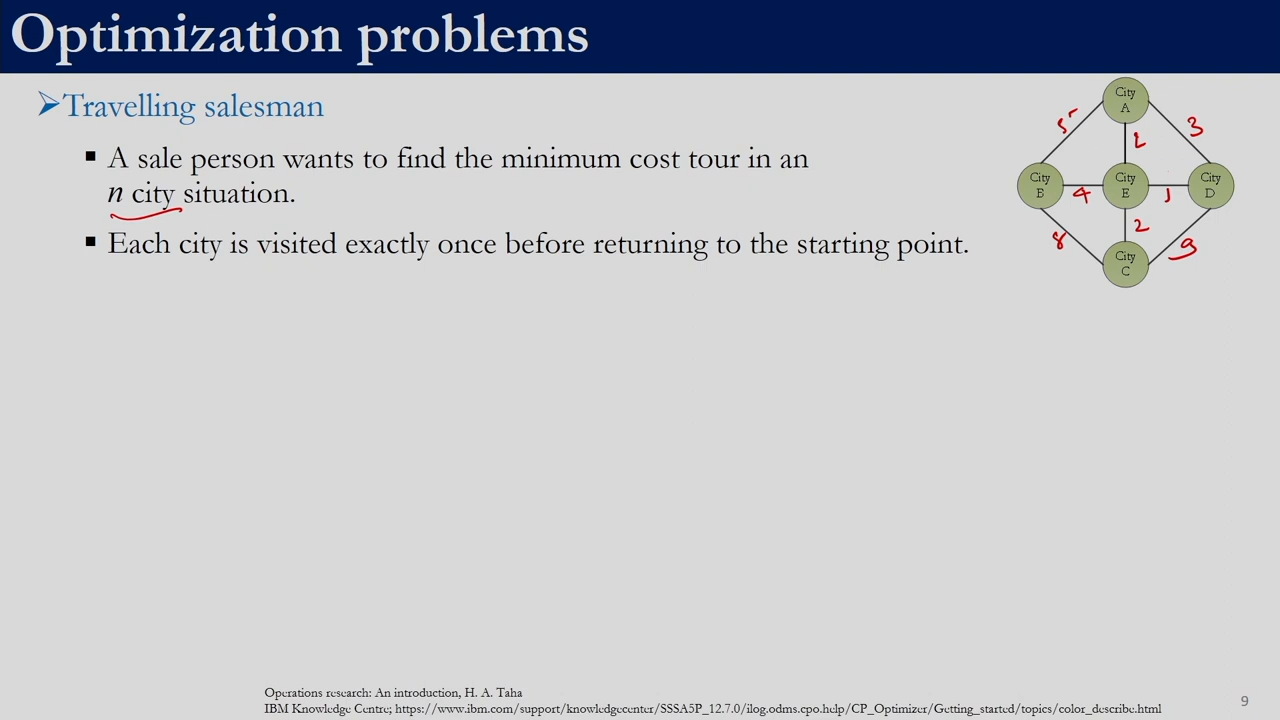 Optimization problems
Travelling salesman
A sale person wants to find the minimum cost tour in an
n city situation.
Each city is visited exactly once before returning to the starting point.
City
A
5
3
City
B
4
City
E
1
City
D
2
8
9
City
C
Operations research: An introduction, H. A. Taha
IBM Knowledge Centre; https://www.ibm.com/support/knowledgecenter/SSSA5P_12.7.0/ilog.odms.cpo.help/CP_Optimizer/Getting_started/topics/color_describe.html
9